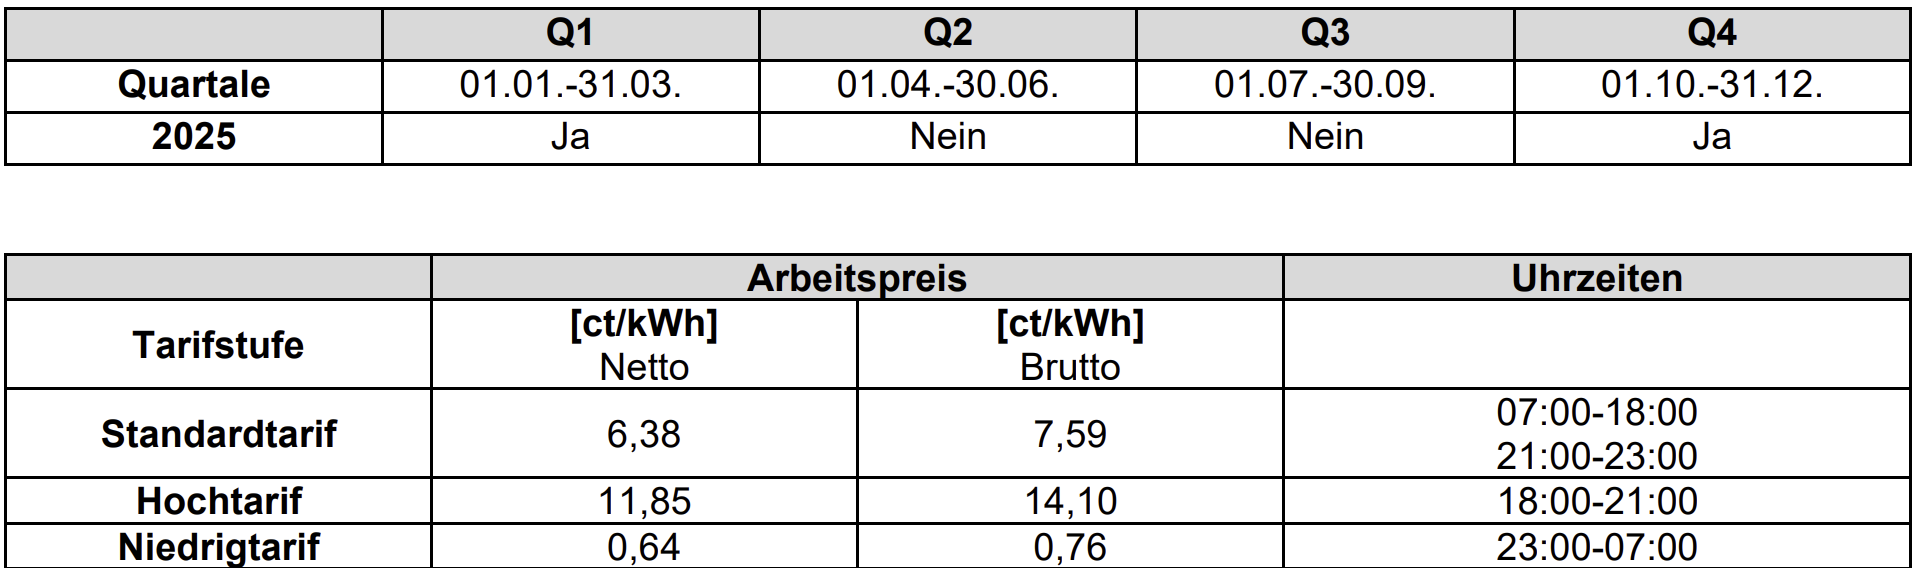 Q1 Q2 Q3 Q4
Quartale 01.01.-31.03. 01.04.-30.06. 01.07.-30.09. 01.10.-31.12.
2025 Ja Nein Nein Ja
Arbeitspreis Uhrzeiten
Tarifstufe [ct/kWh] [ct/kWh]
Netto Brutto
Standardtarif 6,38 7,59 07:00-18:00
21:00-23:00
Hochtarif 11,85 14,10 18:00-21:00
Niedrigtarif 0,64 0,76 23:00-07:00